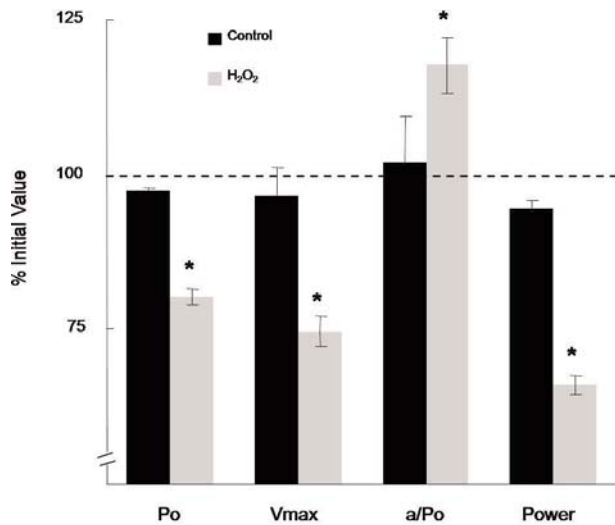 125
Control
H₂O₂
*
100
% Initial Value
*
*
75
*
Po Vmax a/Po Power